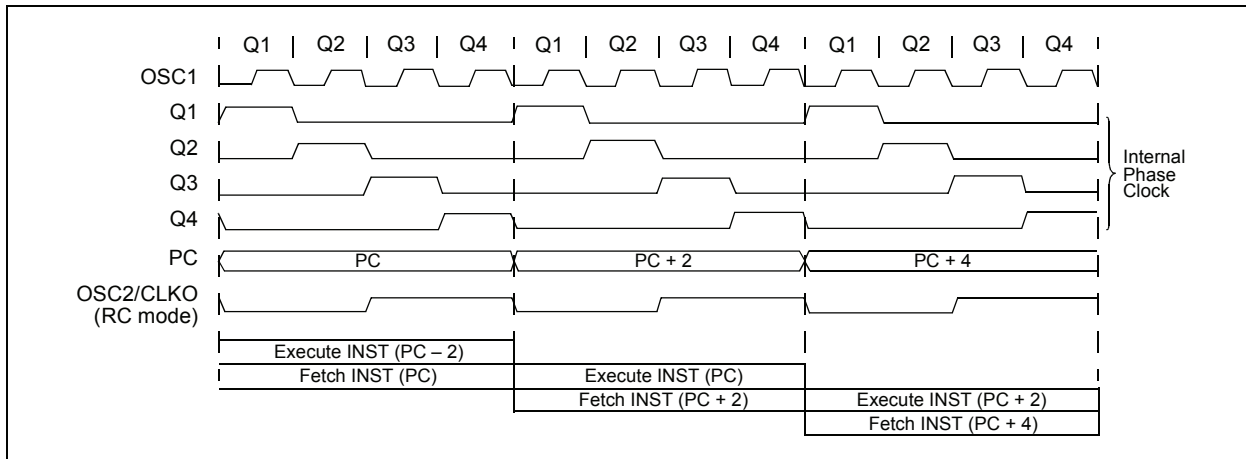 Q1 Q2 Q3 Q4 Q1 Q2 Q3 Q4 Q1 Q2 Q3 Q4
OSC1
Q1
Q2
Q3
Q4
Internal
Phase
Clock
PC PC PC + 2 PC + 4
OSC2/CLKO
(RC mode)
Execute INST (PC – 2)
Fetch INST (PC) Execute INST (PC)
Fetch INST (PC + 2) Execute INST (PC + 2)
Fetch INST (PC + 4)